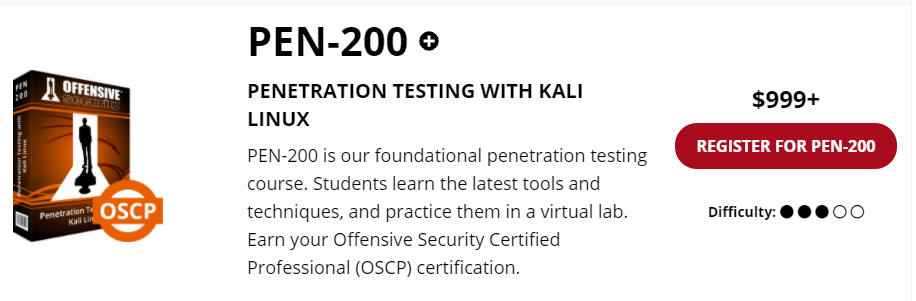 PEN-200
PENETRATION TESTING WITH KALI
LINUX
PEN-200 is our foundational penetration testing
course. Students learn the latest tools and
techniques, and practice them in a virtual lab.
Earn your Offensive Security Certified
Professional (OSCP) certification.
$999+
REGISTER FOR PEN-200
Difficulty:
PEN
200
OFFENSIVE
security
Penetration Testing with
Kali Linux
Penetration Te
Kali Lin
OSCP